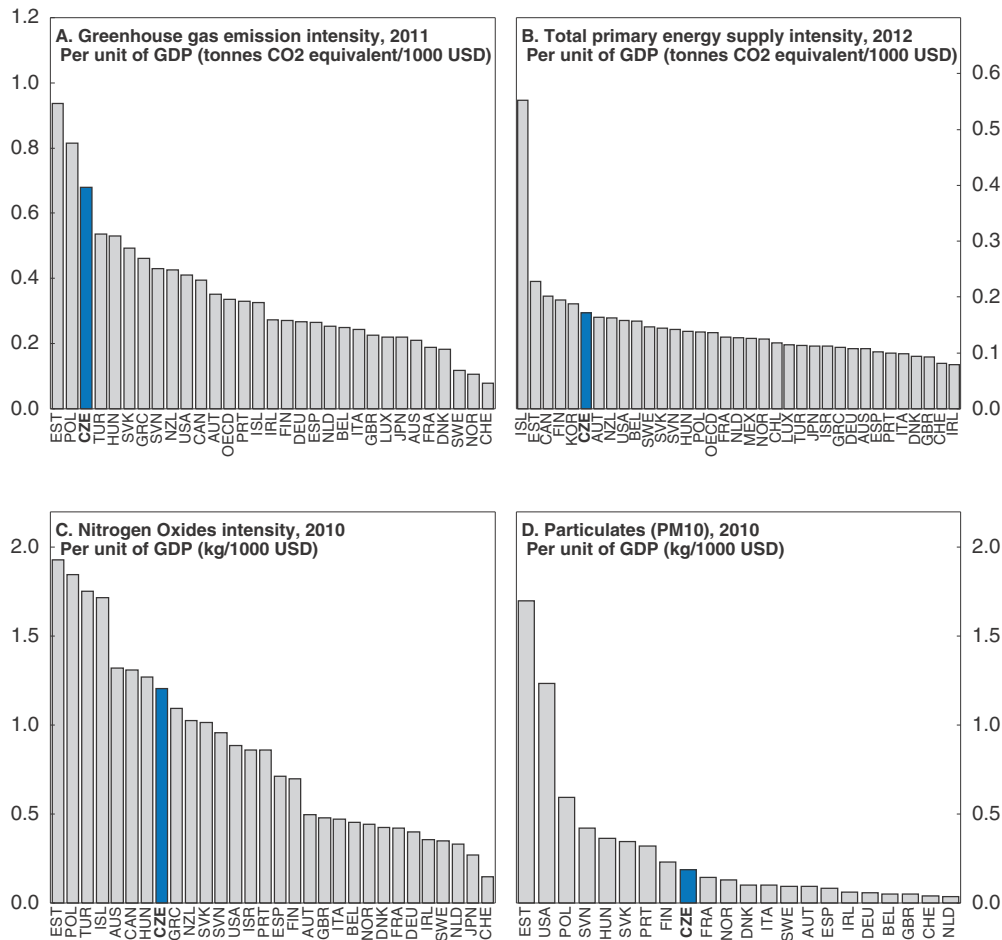 A. Greenhouse gas emission intensity, 2011
Per unit of GDP (tonnes CO2 equivalent/1000 USD)
1.2
1.0
0.8
0.6
0.4
0.2
0.0
EST POL CZE TUR HUN SVK GRC SVN NZL USA CAN AUT OECD PRT ISL IRL FIN DEU ESP NLD BEL ITA GBR LUX JPN AUS FRA DNK SWE NOR CHE
B. Total primary energy supply intensity, 2012
Per unit of GDP (tonnes CO2 equivalent/1000 USD)
0.6
0.5
0.4
0.3
0.2
0.1
0.0
ISL EST CAN FIN KOR CZE AUT NZL USA BEL SWE SVK SVN HUN POL OECD FRA NLD MEX NOR CHL LUX TUR JPN ISR GRC DEU AUS ESP PRT ITA DNK GBR CHE IRL
C. Nitrogen Oxides intensity, 2010
Per unit of GDP (kg/1000 USD)
2.0
1.5
1.0
0.5
0.0
EST POL TUR ISL AUS CAN HUN CZE GRC NZL SVK SVN USA ISR PRT ESP FIN AUT GBR ITA BEL NOR DNK FRA DEU IRL SWE NLD JPN CHE
D. Particulates (PM10), 2010
Per unit of GDP (kg/1000 USD)
2.0
1.5
1.0
0.5
0.0
EST USA POL SVN HUN SVK PRT FIN CZE FRA NOR DNK ITA SWE AUT ESP IRL DEU BEL GBR CHE NLD